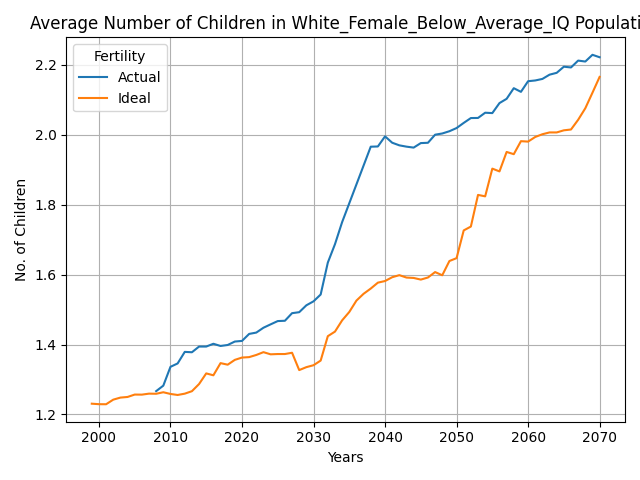 Average Number of Children in White_Female_Below_Average_IQ Populati
Fertility
Actual
Ideal
2.2
2.0
1.8
1.6
1.4
1.2
No. of Children
2000 2010 2020 2030 2040 2050 2060 2070
Years